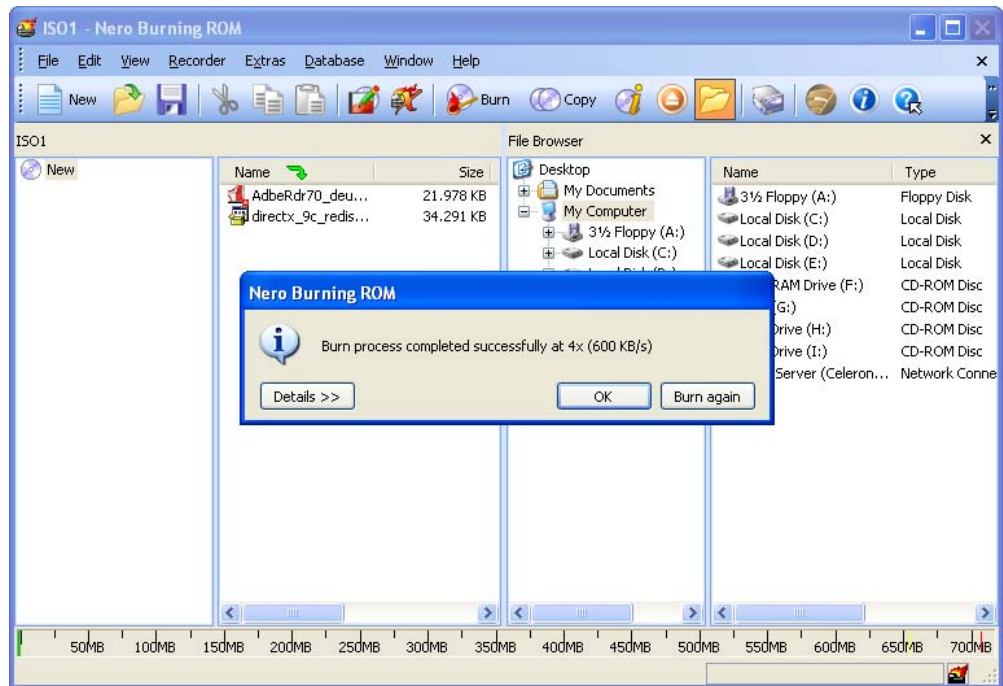 ISO1 - Nero Burning ROM
File Edit View Recorder Extras Database Window Help
New Burn Copy
ISO1
File Browser
New
Name Size
AdbeRdr70_deu... 21.978 KB
directx_9c_redis... 34.291 KB
Desktop
My Documents
My Computer
3½ Floppy (A:)
Local Disk (C:)
Name Type
3½ Floppy (A:) Floppy Disk
Local Disk (C:) Local Disk
Local Disk (D:) Local Disk
Local Disk (E:) Local Disk
RAM Drive (F:) CD-ROM Disc
(G:) CD-ROM Disc
Drive (H:) CD-ROM Disc
Drive (I:) CD-ROM Disc
Server (Celeron... Network Conne
Nero Burning ROM
Burn process completed successfully at 4x (600 KB/s)
Details >> OK Burn again
50MB 100MB 150MB 200MB 250MB 300MB 350MB 400MB 450MB 500MB 550MB 600MB 650MB 700MB